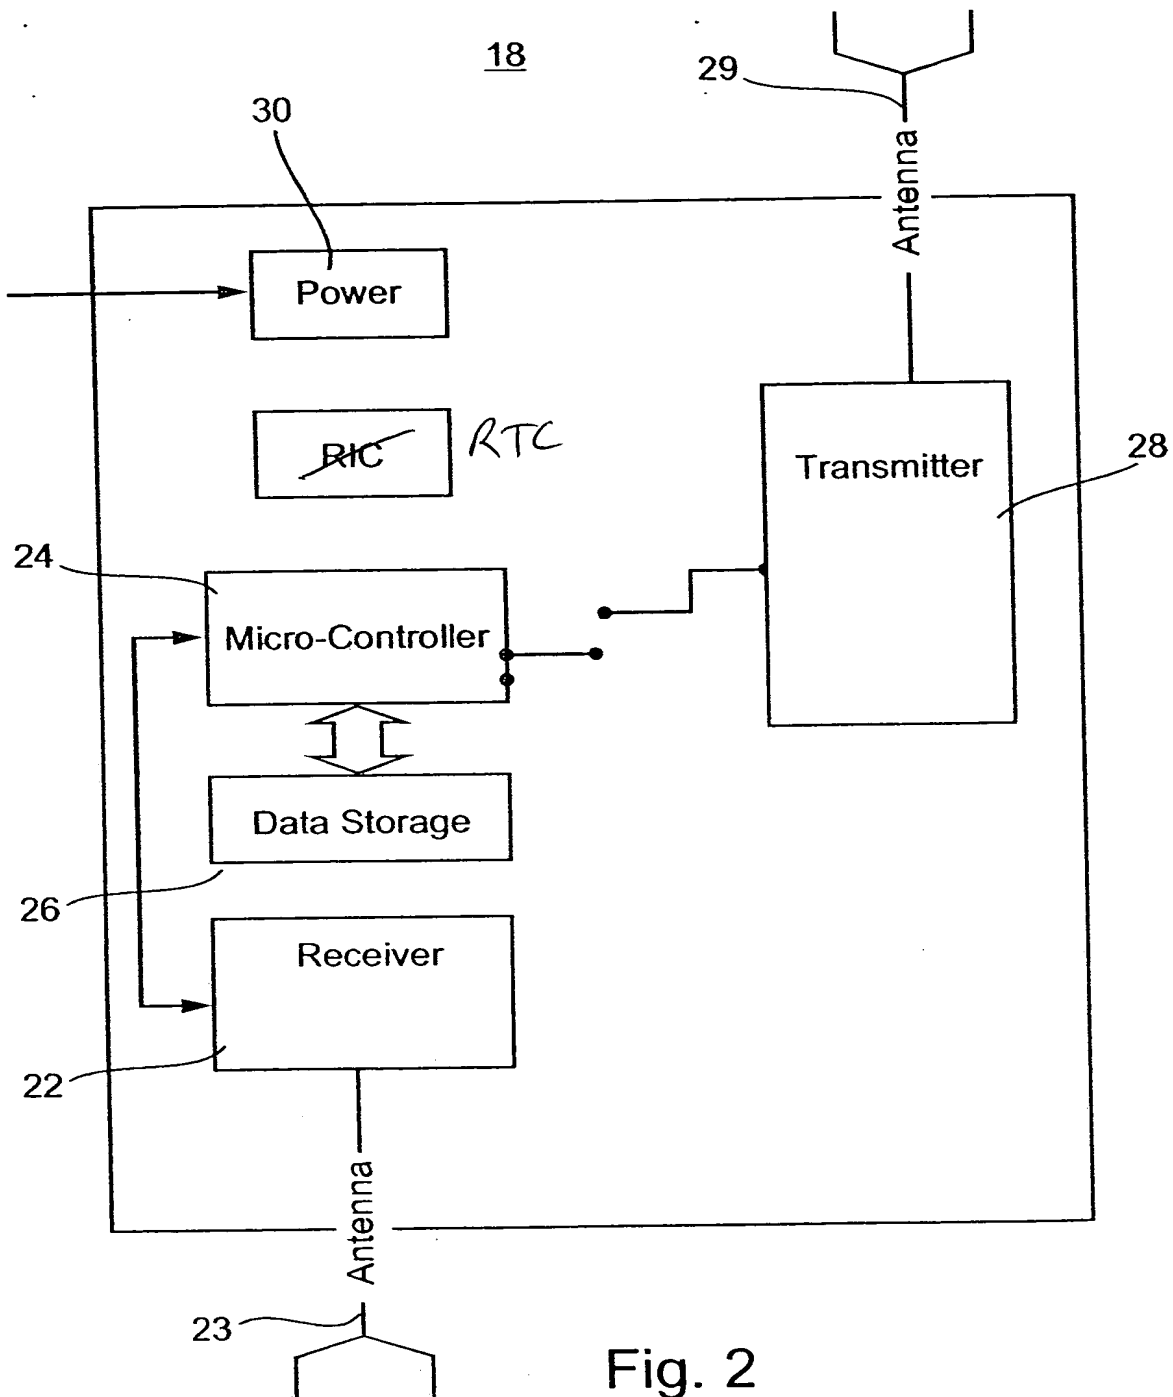 18
29
30
Antenna
Power
RIC RTC
Transmitter
28
24
Micro-Controller
Data Storage
26
Receiver
22
Antenna
23
Fig. 2